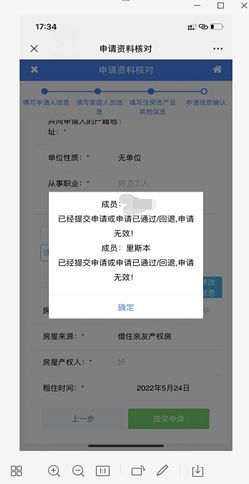 17:34
申请资料核对
申请资料核对
填写申请人信息 填写家庭人员信息 填写住房资产及其他信息 申请信息确认
共同申请人的户籍地
址：*
单位性质：* 无单位
从事职业：* 环卫工人
成员：
已经提交申请或申请已通过/回退,申请
无效!
成员： 里斯本
已经提交申请或申请已通过/回退,申请
无效!
确定
修改
信息
房屋来源：* 借住亲友产权房
房屋产权人：* 好
租住时间：* 2022年5月24日
上一步 提交申请
1:1